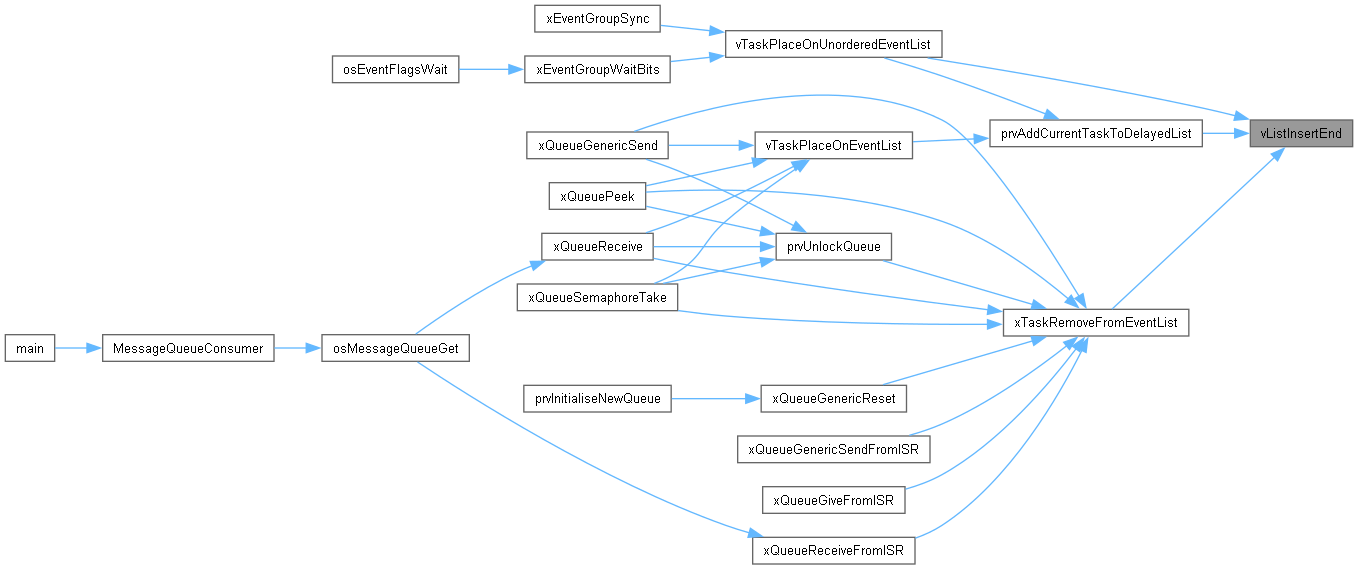 xEventGroupSync
vTaskPlaceOnUnorderedEventList
osEventFlagsWait
xEventGroupWaitBits
prvAddCurrentTaskToDelayedList
vListInsertEnd
xQueueGenericSend
vTaskPlaceOnEventList
xQueuePeek
xQueueReceive
prvUnlockQueue
xQueueSemaphoreTake
xTaskRemoveFromEventList
main
MessageQueueConsumer
osMessageQueueGet
prvInitialiseNewQueue
xQueueGenericReset
xQueueGenericSendFromISR
xQueueGiveFromISR
xQueueReceiveFromISR